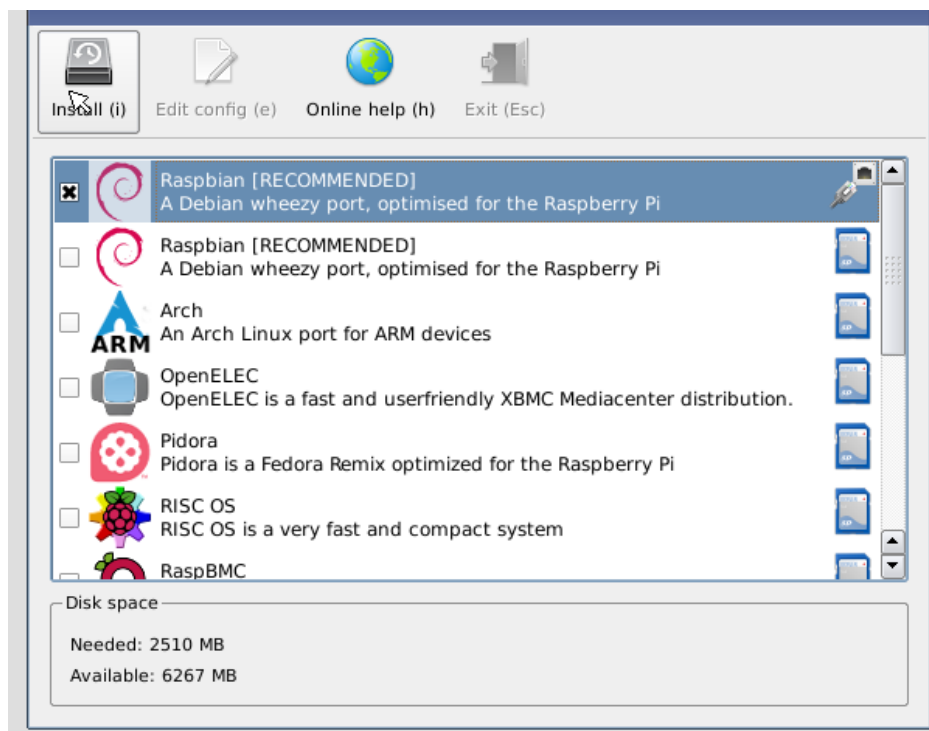 Install (i)
Edit config (e)
Online help (h)
Exit (Esc)
Raspbian [RECOMMENDED]
A Debian wheezy port, optimised for the Raspberry Pi
Raspbian [RECOMMENDED]
A Debian wheezy port, optimised for the Raspberry Pi
Arch
An Arch Linux port for ARM devices
ARM
OpenELEC
OpenELEC is a fast and userfriendly XBMC Mediacenter distribution.
Pidora
Pidora is a Fedora Remix optimized for the Raspberry Pi
RISC OS
RISC OS is a very fast and compact system
RaspBMC
Disk space
Needed: 2510 MB
Available: 6267 MB